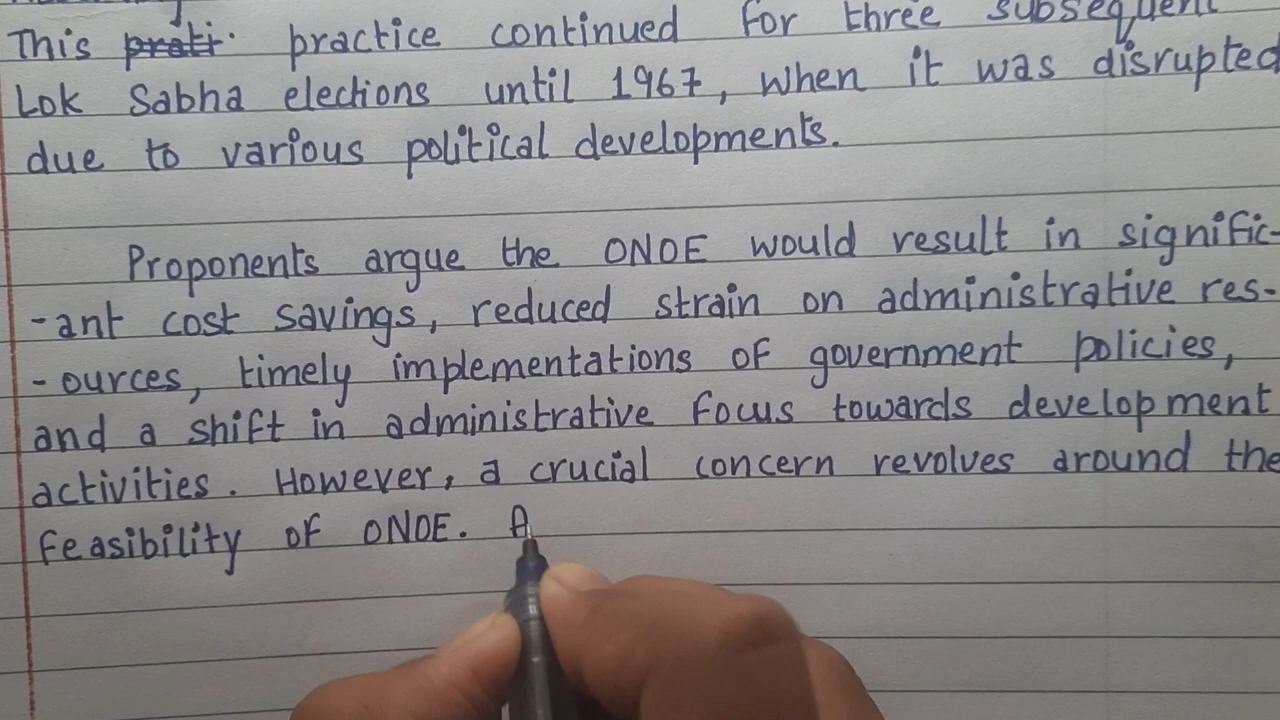 This prati practice continued for three subsequent
Lok Sabha elections until 1967, when it was disrupted
due to various political developments.
Proponents argue the ONOE would result in signific-
-ant cost savings, reduced strain on administrative res-
-ources, timely implementations of government policies,
and a shift in administrative focus towards development
activities. However, a crucial concern revolves around the
feasibility of ONOE. A